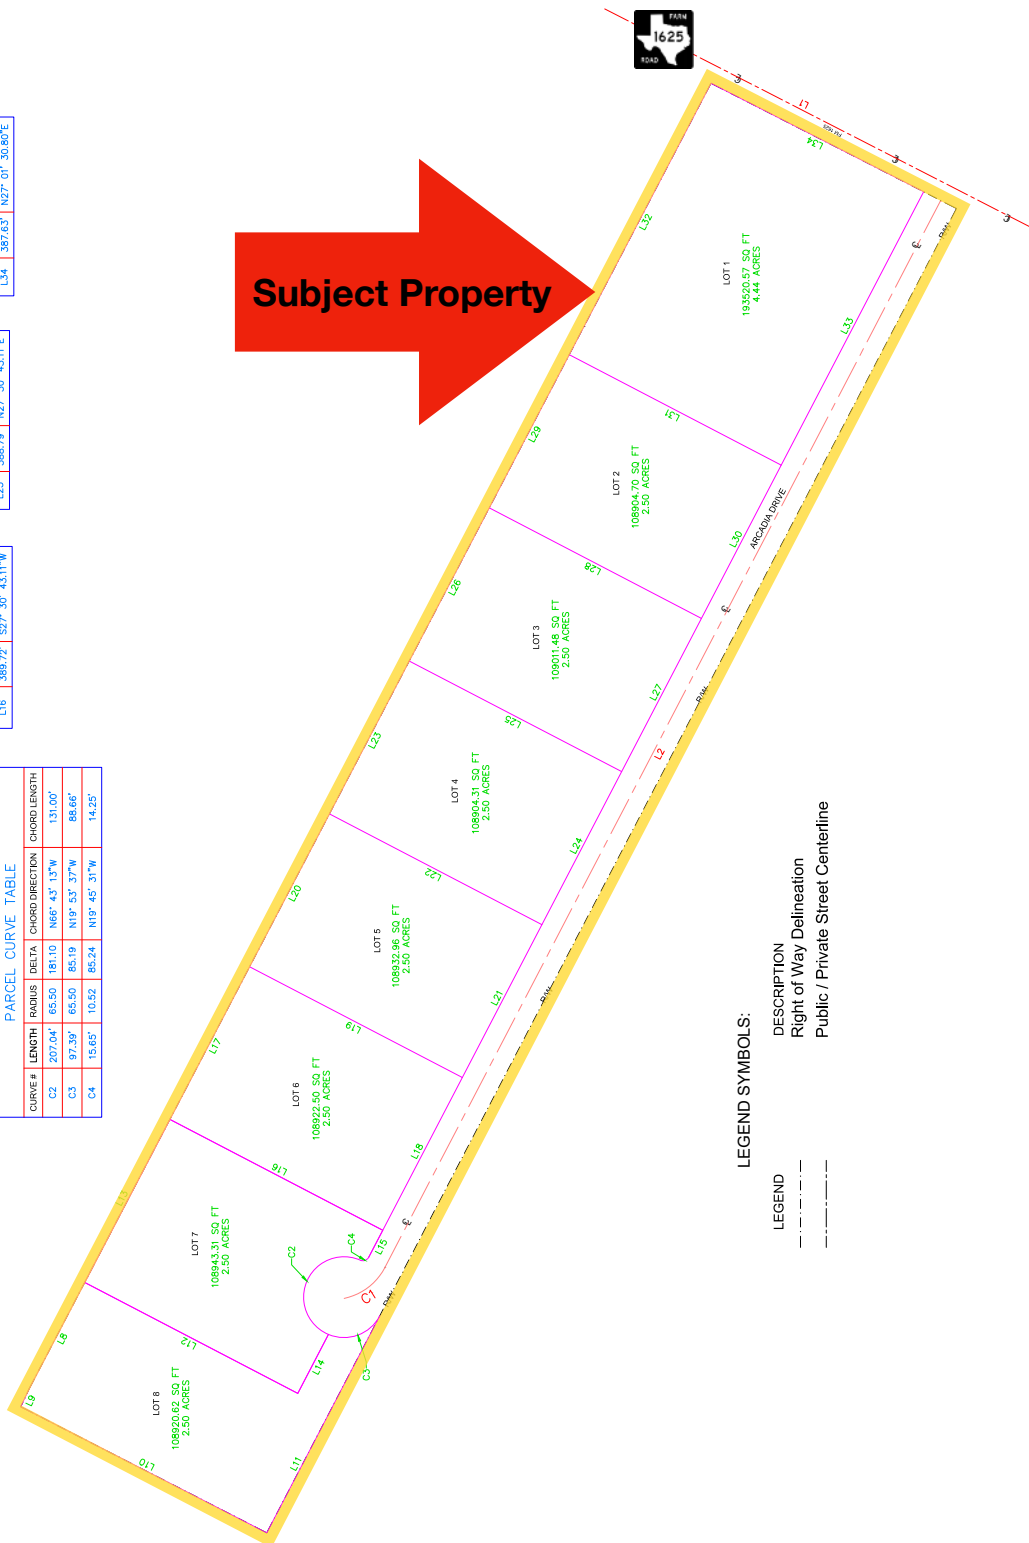 FARM
1625
ROAD
L1
FM 1625
L34
R/W
L32
LOT 1
193520.57 SQ FT
4.44 ACRES
L33
Subject Property
L31
L29
LOT 2
108904.70 SQ FT
2.50 ACRES
L30
ARCADIA DRIVE
L28
L26
LOT 3
109011.48 SQ FT
2.50 ACRES
L27
R/W
L25
L23
L2
LOT 4
108904.31 SQ FT
2.50 ACRES
L24
L22
L20
LOT 5
108932.96 SQ FT
2.50 ACRES
L21
R/W
L19
L17
LOT 6
108922.50 SQ FT
2.50 ACRES
L18
L16
L13
LOT 7
108943.31 SQ FT
2.50 ACRES
C2
C4
L15
C1
R/W
L14
C3
L12
L8
L9
LOT 8
108920.62 SQ FT
2.50 ACRES
L10
L11
L34 387.63' N27° 01' 30.80"E
L16 389.72' S27° 30' 43.11"W
PARCEL CURVE TABLE
CURVE # LENGTH RADIUS DELTA CHORD DIRECTION CHORD LENGTH
C2 207.04' 65.50 181.10 N66° 43' 13"W 131.00'
C3 97.39' 65.50 85.19 N19° 53' 37"W 88.66'
C4 15.65' 10.52 85.24 N19° 45' 31"W 14.25'
LEGEND SYMBOLS:
LEGEND DESCRIPTION
Right of Way Delineation
Public / Private Street Centerline